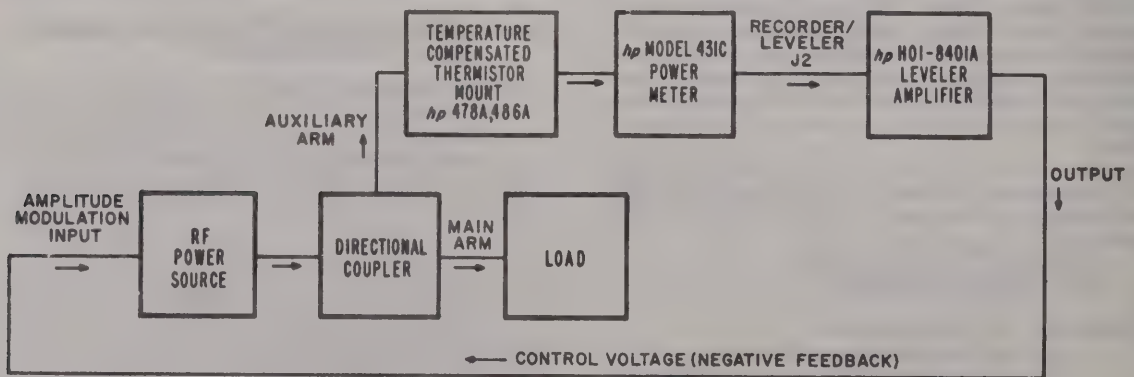 TEMPERATURE
COMPENSATED
THERMISTOR
MOUNT
hp 478A,486A
hp MODEL 431C
POWER
METER
RECORDER/
LEVELER
J2
hp H01-8401A
LEVELER
AMPLIFIER
AUXILIARY
ARM
OUTPUT
AMPLITUDE
MODULATION
INPUT
RF
POWER
SOURCE
DIRECTIONAL
COUPLER
MAIN
ARM
LOAD
CONTROL VOLTAGE (NEGATIVE FEEDBACK)